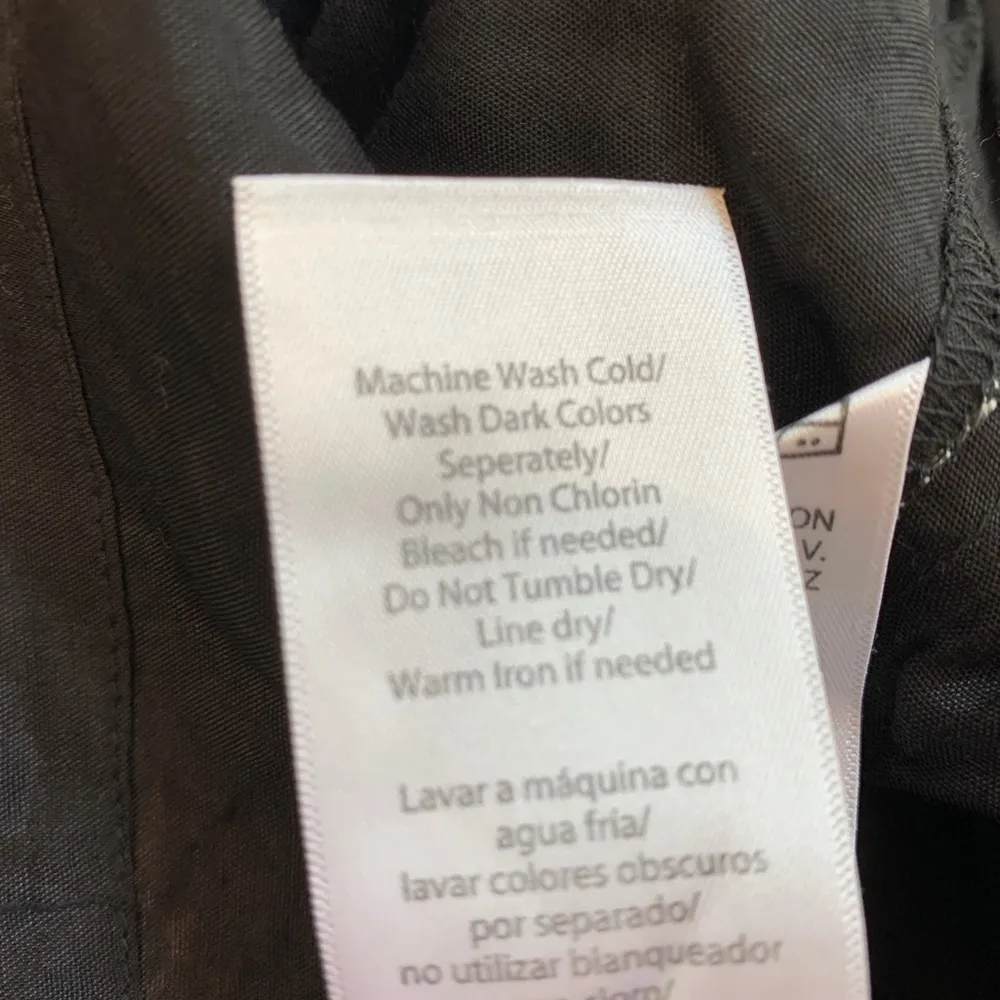 Machine Wash Cold/
Wash Dark Colors
Seperately/
Only Non Chlorin
Bleach if needed/
Do Not Tumble Dry/
Line dry/
Warm Iron if needed
Lavar a máquina con
agua fria/
lavar colores obscuros
por separado/
no utilizar blanqueador
ON
V.
Z